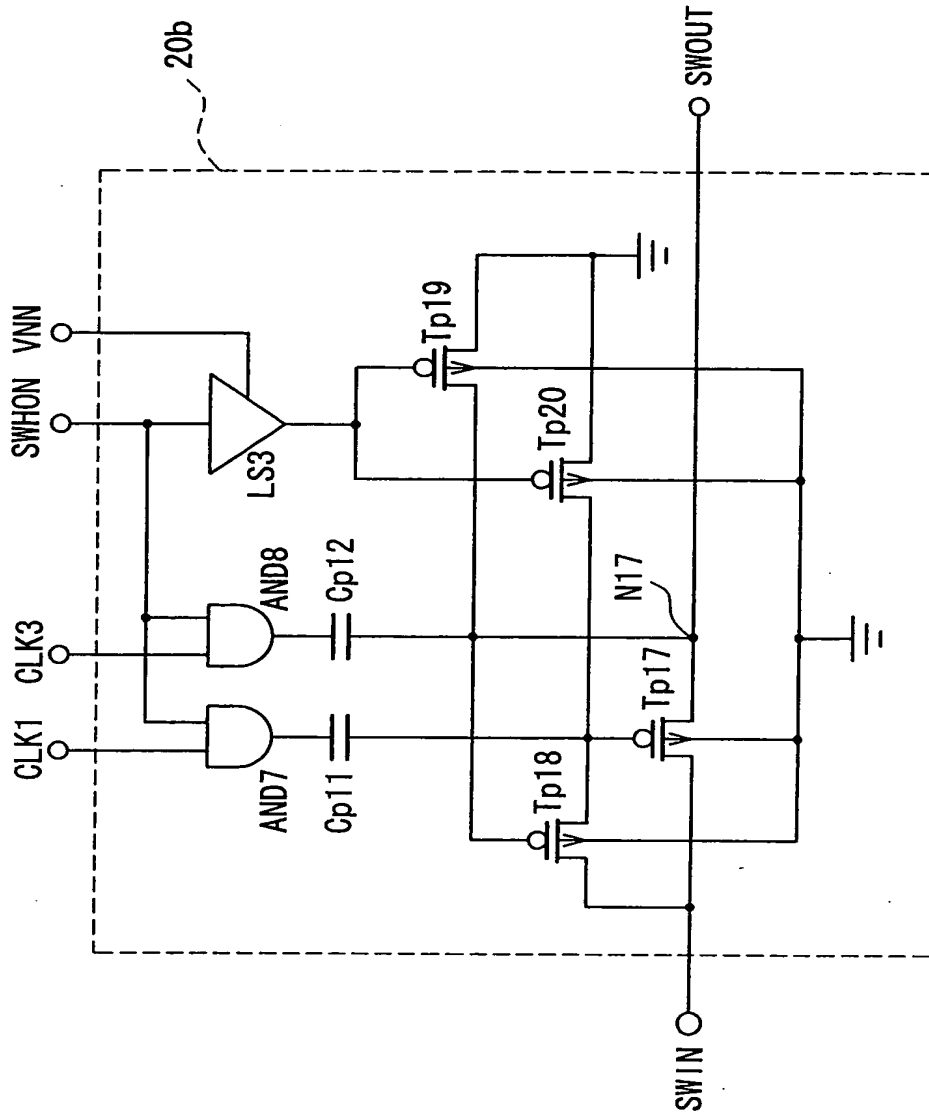 20b
SWHON
VNN
CLK3
CLK1
LS3
AND8
AND7
Cp12
Cp11
Tp19
Tp20
Tp18
Tp17
N17
SWIN
SWOUT